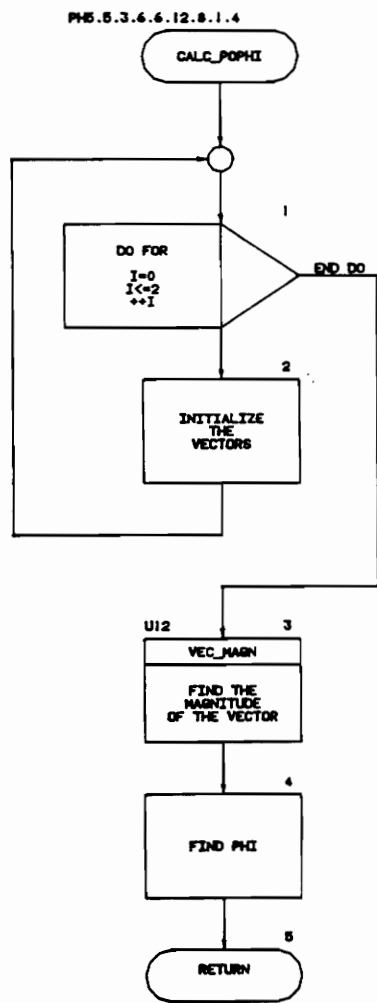 PH5.5.3.6.6.12.8.1.4
CALC_POPHI
1
DO FOR
I=0
I<=2
++I
END DO
2
INITIALIZE
THE
VECTORS
U12
3
VEC_MAGN
FIND THE
MAGNITUDE
OF THE VECTOR
4
FIND PHI
5
RETURN